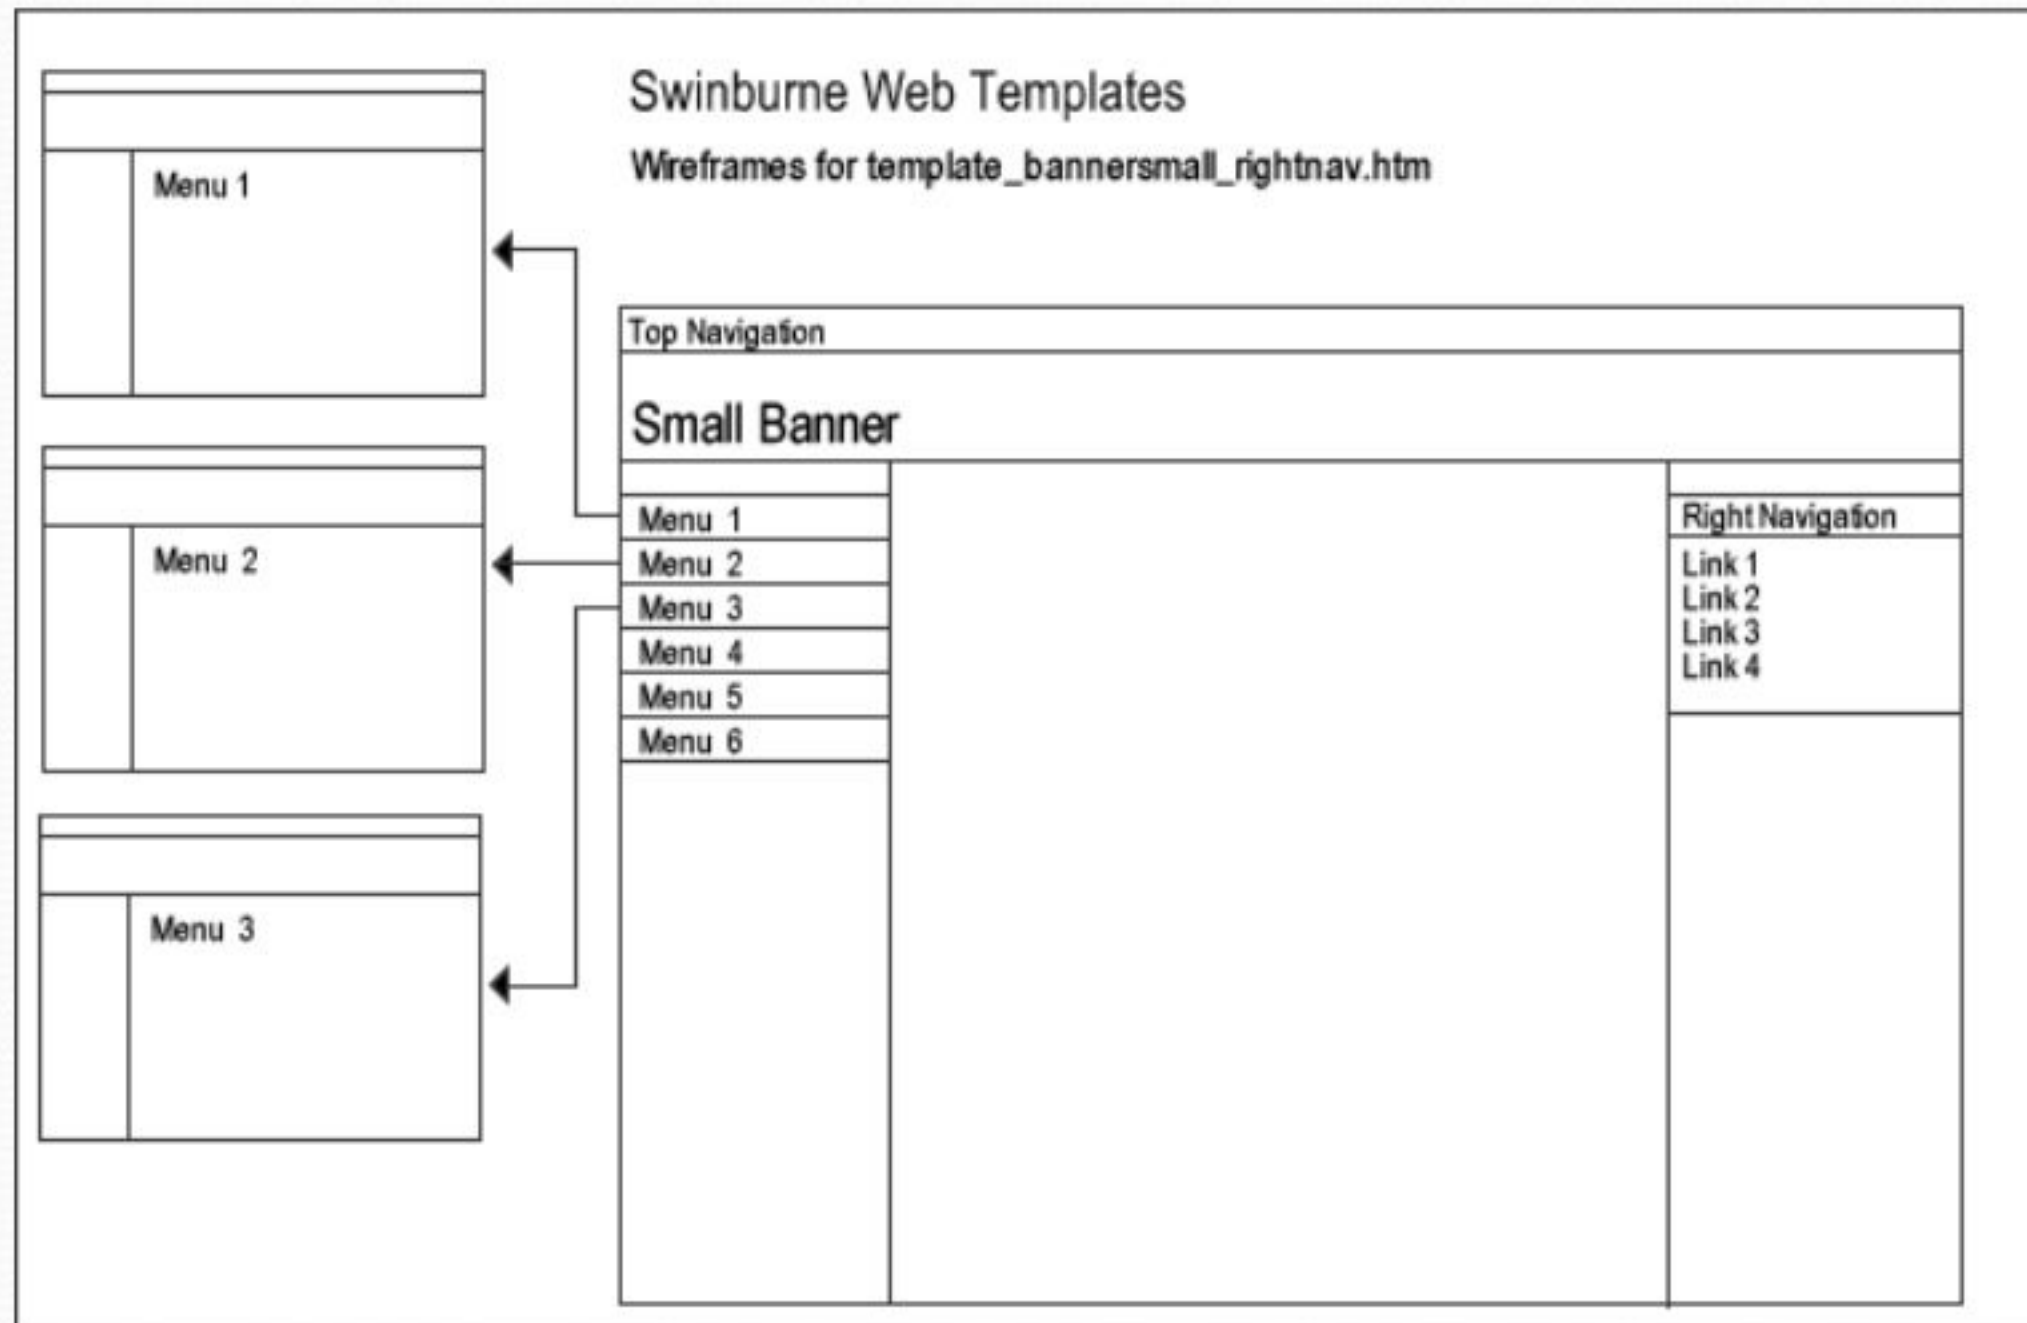 Swinburne Web Templates
Wireframes for template_bannersmall_rightnav.htm
Menu 1
Menu 2
Menu 3
Top Navigation
Small Banner
Menu 1
Menu 2
Menu 3
Menu 4
Menu 5
Menu 6
Right Navigation
Link 1
Link 2
Link 3
Link 4